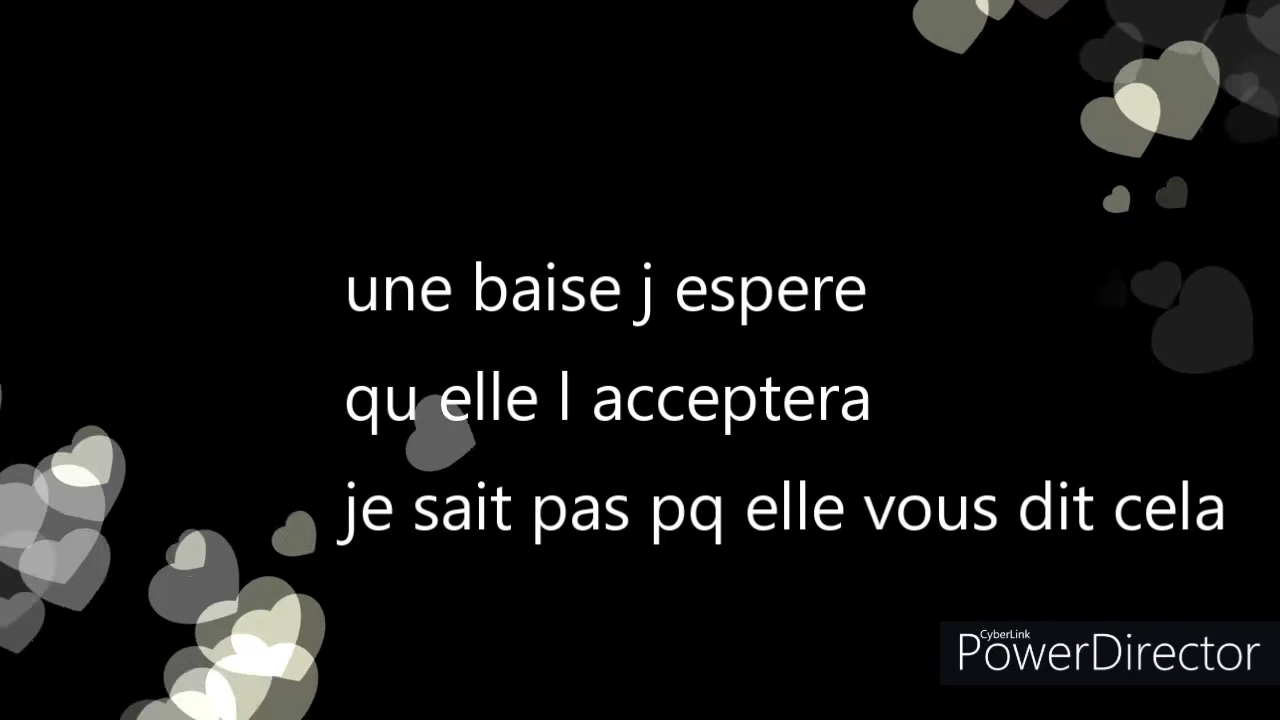 une baise j espere
qu elle l acceptera
je sait pas pq elle vous dit cela
CyberLink
PowerDirector